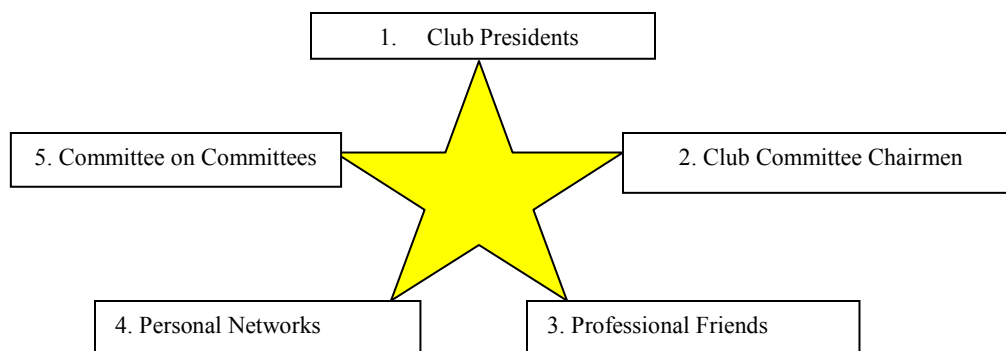 1. Club Presidents
5. Committee on Committees
2. Club Committee Chairmen
4. Personal Networks
3. Professional Friends